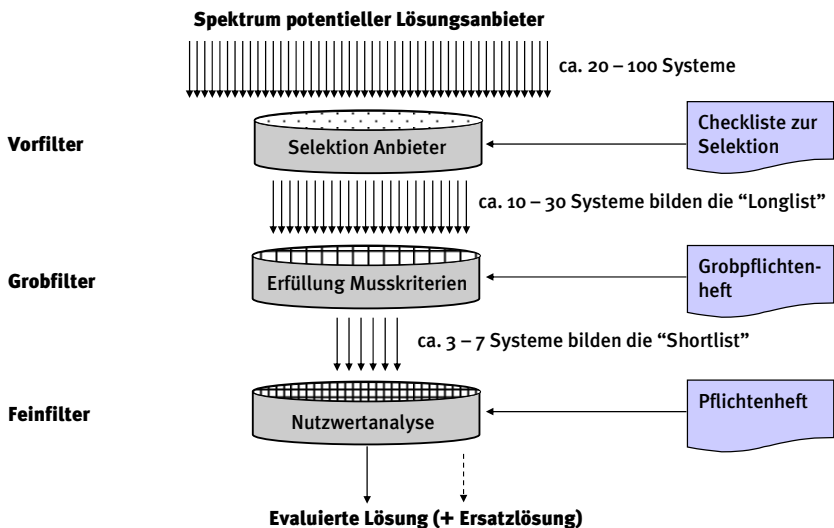 Spektrum potentieller Lösungsanbieter
ca. 20 – 100 Systeme
Vorfilter
Selektion Anbieter
Checkliste zur
Selektion
ca. 10 – 30 Systeme bilden die “Longlist”
Grobfilter
Erfüllung Musskriterien
Grobpflichten-
heft
ca. 3 – 7 Systeme bilden die “Shortlist”
Feinfilter
Nutzwertanalyse
Pflichtenheft
Evaluierte Lösung (+ Ersatzlösung)